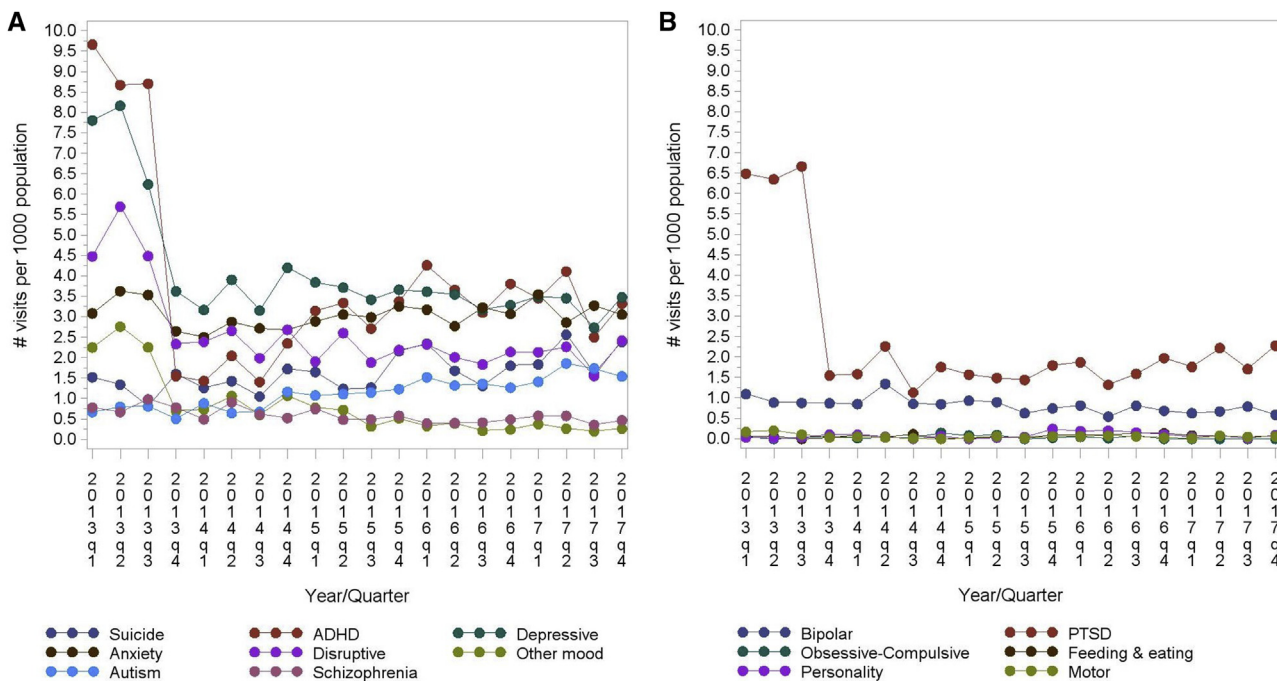 A
# visits per 1000 population
10.0
9.5
9.0
8.5
8.0
7.5
7.0
6.5
6.0
5.5
5.0
4.5
4.0
3.5
3.0
2.5
2.0
1.5
1.0
0.5
0.0
2013q1
2013q2
2013q3
2013q4
2014q1
2014q2
2014q3
2014q4
2015q1
2015q2
2015q3
2015q4
2016q1
2016q2
2016q3
2016q4
2017q1
2017q2
2017q3
2017q4
Year/Quarter
Suicide
ADHD
Depressive
Anxiety
Disruptive
Other mood
Autism
Schizophrenia
B
# visits per 1000 population
10.0
9.5
9.0
8.5
8.0
7.5
7.0
6.5
6.0
5.5
5.0
4.5
4.0
3.5
3.0
2.5
2.0
1.5
1.0
0.5
0.0
2013q1
2013q2
2013q3
2013q4
2014q1
2014q2
2014q3
2014q4
2015q1
2015q2
2015q3
2015q4
2016q1
2016q2
2016q3
2016q4
2017q1
2017q2
2017q3
2017q4
Year/Quarter
Bipolar
PTSD
Obsessive-Compulsive
Feeding & eating
Personality
Motor